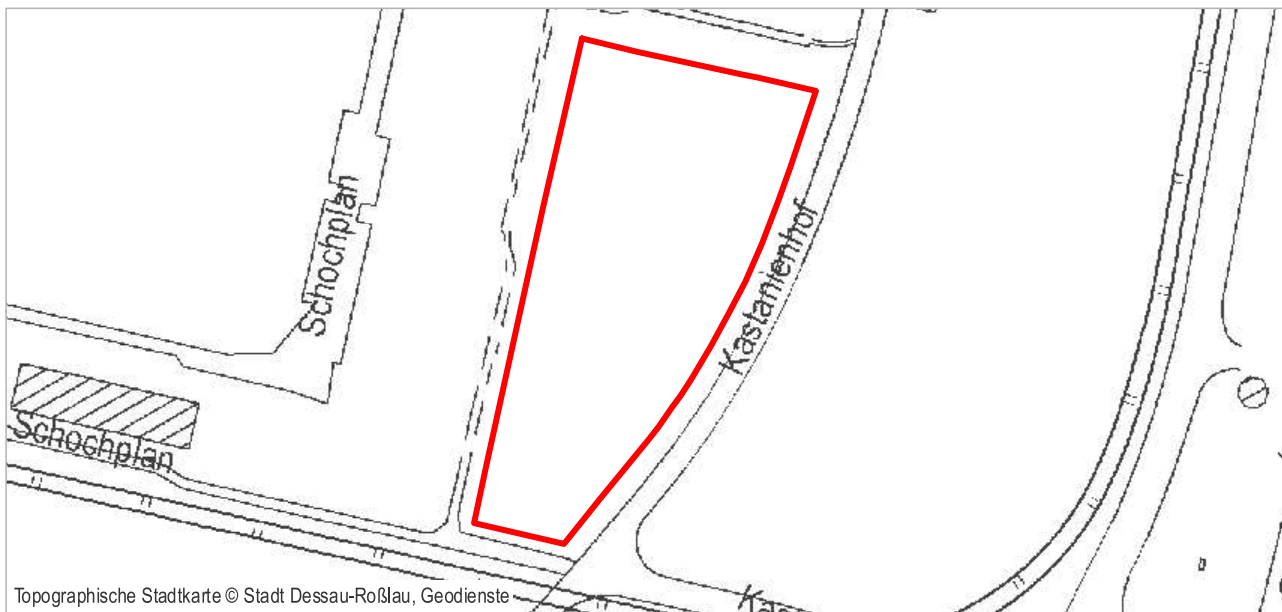 Schochplan
Kastanienhof
Schochplan
Topographische Stadtkarte © Stadt Dessau-Roßlau, Geodienste